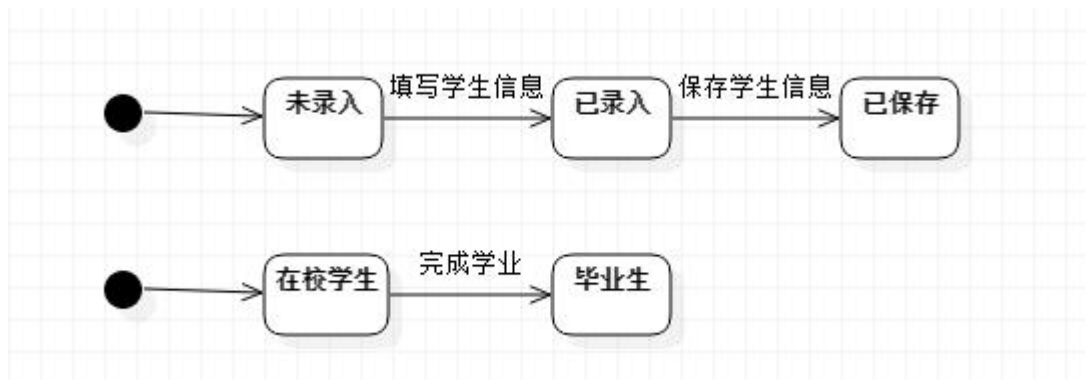 填写学生信息
保存学生信息
未录入
已录入
已保存
完成学业
在校学生
毕业生